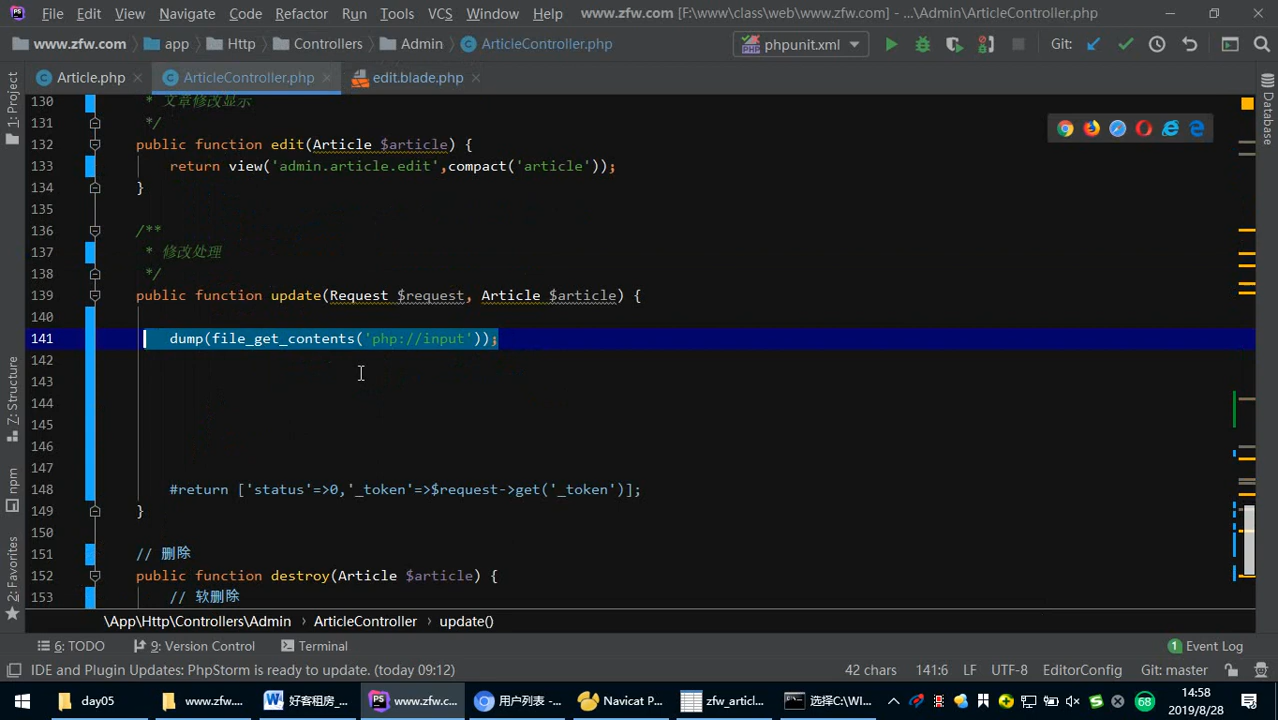 File Edit View Navigate Code Refactor Run Tools VCS Window Help www.zfw.com [F:\www\class\web\www.zfw.com] - ...\Admin\ArticleController.php
www.zfw.com app Http Controllers Admin ArticleController.php phpunit.xml Git:
Article.php ArticleController.php edit.blade.php
1: Project
Z: Structure
npm
2: Favorites
Database
130 * 文章修改显示
131 */
132 public function edit(Article $article) {
133 return view('admin.article.edit',compact('article'));
134 }
135
136 /**
137 * 修改处理
138 */
139 public function update(Request $request, Article $article) {
140
141 dump(file_get_contents('php://input'));
142
143
144
145
146
147
148 #return ['status'=>0,'_token'=>$request->get('_token')];
149 }
150
151 // 删除
152 public function destroy(Article $article) {
153 // 软删除
\App\Http\Controllers\Admin › ArticleController › update()
6: TODO 9: Version Control Terminal 1 Event Log
IDE and Plugin Updates: PhpStorm is ready to update. (today 09:12) 42 chars 141:6 LF UTF-8 EditorConfig Git: master
day05 www.zfw.... 好客租房_... www.zfw.c... 用户列表 -... Navicat P... zfw_articl... 选择C:\WI... 68 14:58
2019/8/28